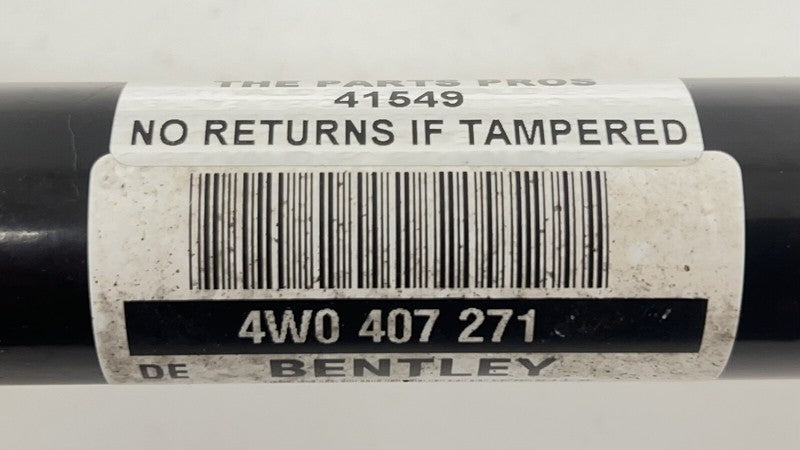 THE PARTS PROS
41549
NO RETURNS IF TAMPERED
4W0 407 271
DE BENTLEY